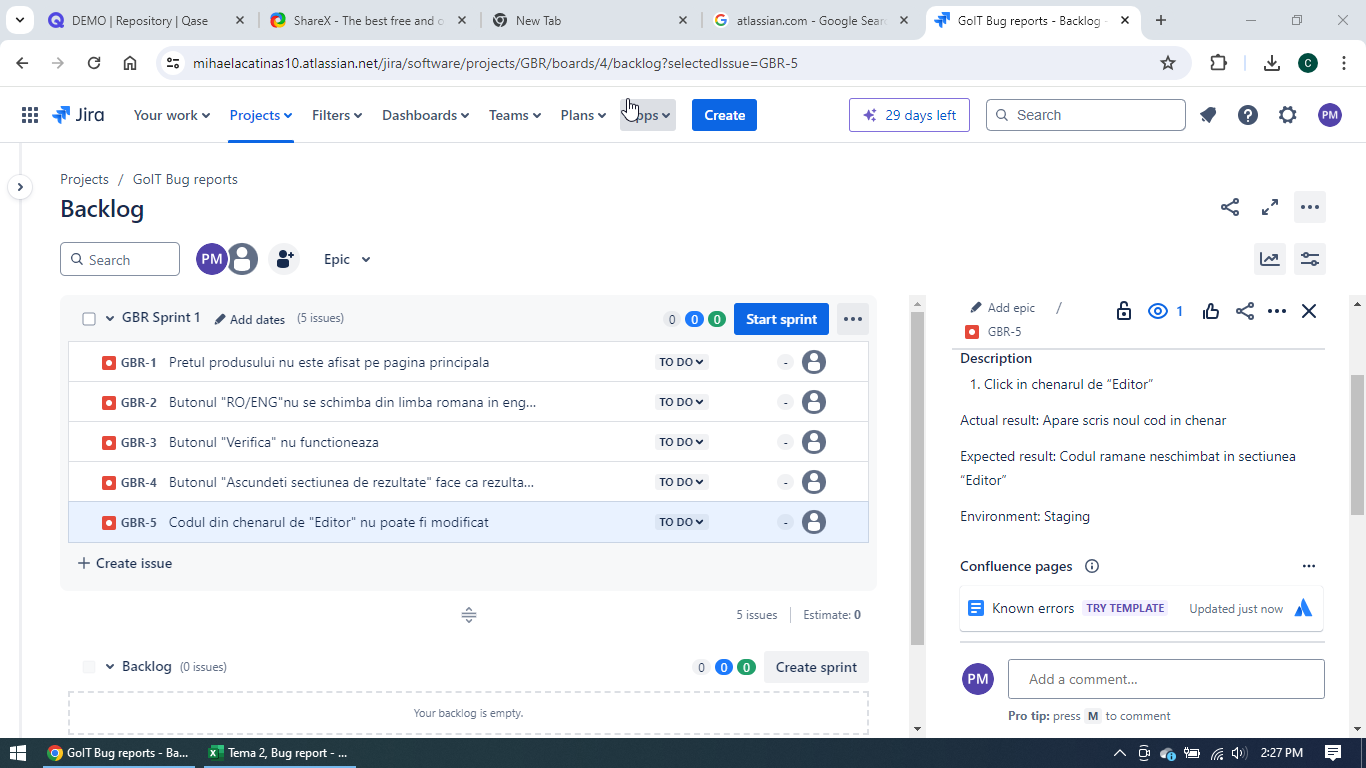 DEMO | Repository | Qase
ShareX - The best free and o
New Tab
atlassian.com - Google Sear
GoIT Bug reports - Backlog -
mihaelacatinas10.atlassian.net/jira/software/projects/GBR/boards/4/backlog?selectedIssue=GBR-5
C
Jira
Your work
Projects
Filters
Dashboards
Teams
Plans
Apps
Create
29 days left
Search
PM
Projects / GoIT Bug reports
Backlog
Search
PM
Epic
GBR Sprint 1
Add dates
(5 issues)
0 0 0
Start sprint
GBR-1 Pretul produsului nu este afisat pe pagina principala TO DO -
GBR-2 Butonul "RO/ENG"nu se schimba din limba romana in eng... TO DO -
GBR-3 Butonul "Verifica" nu functioneaza TO DO -
GBR-4 Butonul "Ascundeti sectiunea de rezultate" face ca rezulta... TO DO -
GBR-5 Codul din chenarul de "Editor" nu poate fi modificat TO DO -
+ Create issue
5 issues
Estimate: 0
Backlog (0 issues)
0 0 0
Create sprint
Your backlog is empty.
Add epic /
GBR-5
1
Description
1. Click in chenarul de “Editor”
Actual result: Apare scris noul cod in chenar
Expected result: Codul ramane neschimbat in sectiunea
“Editor”
Environment: Staging
Confluence pages
Known errors TRY TEMPLATE Updated just now
PM
Add a comment...
Pro tip: press M to comment
GoIT Bug reports - Ba...
Tema 2, Bug report - ...
2:27 PM